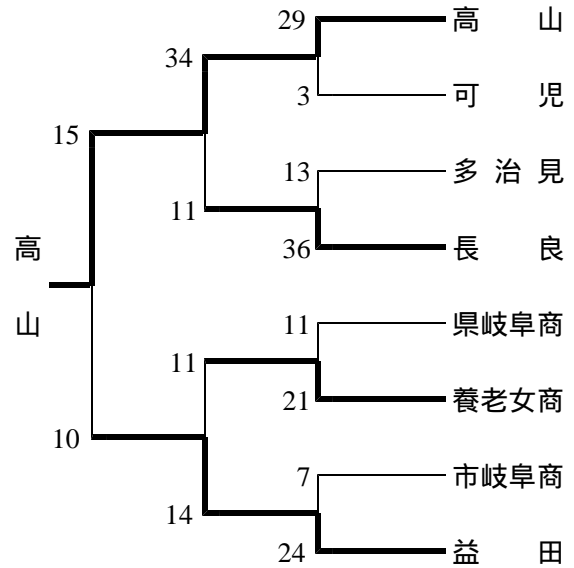 29 高山
34
3 可児
15
13 多治見
11
36 長良
高山
11 県岐阜商
11
21 養老女商
10
7 市岐阜商
14
24 益田